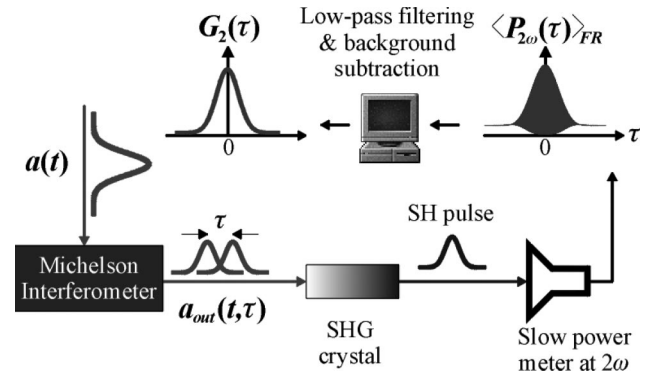 G₂(τ)
Low-pass filtering
& background
subtraction
⟨P₂ω(τ)⟩FR
0
0
τ
a(t)
τ
SH pulse
Michelson
Interferometer
a_out(t,τ)
SHG
crystal
Slow power
meter at 2ω